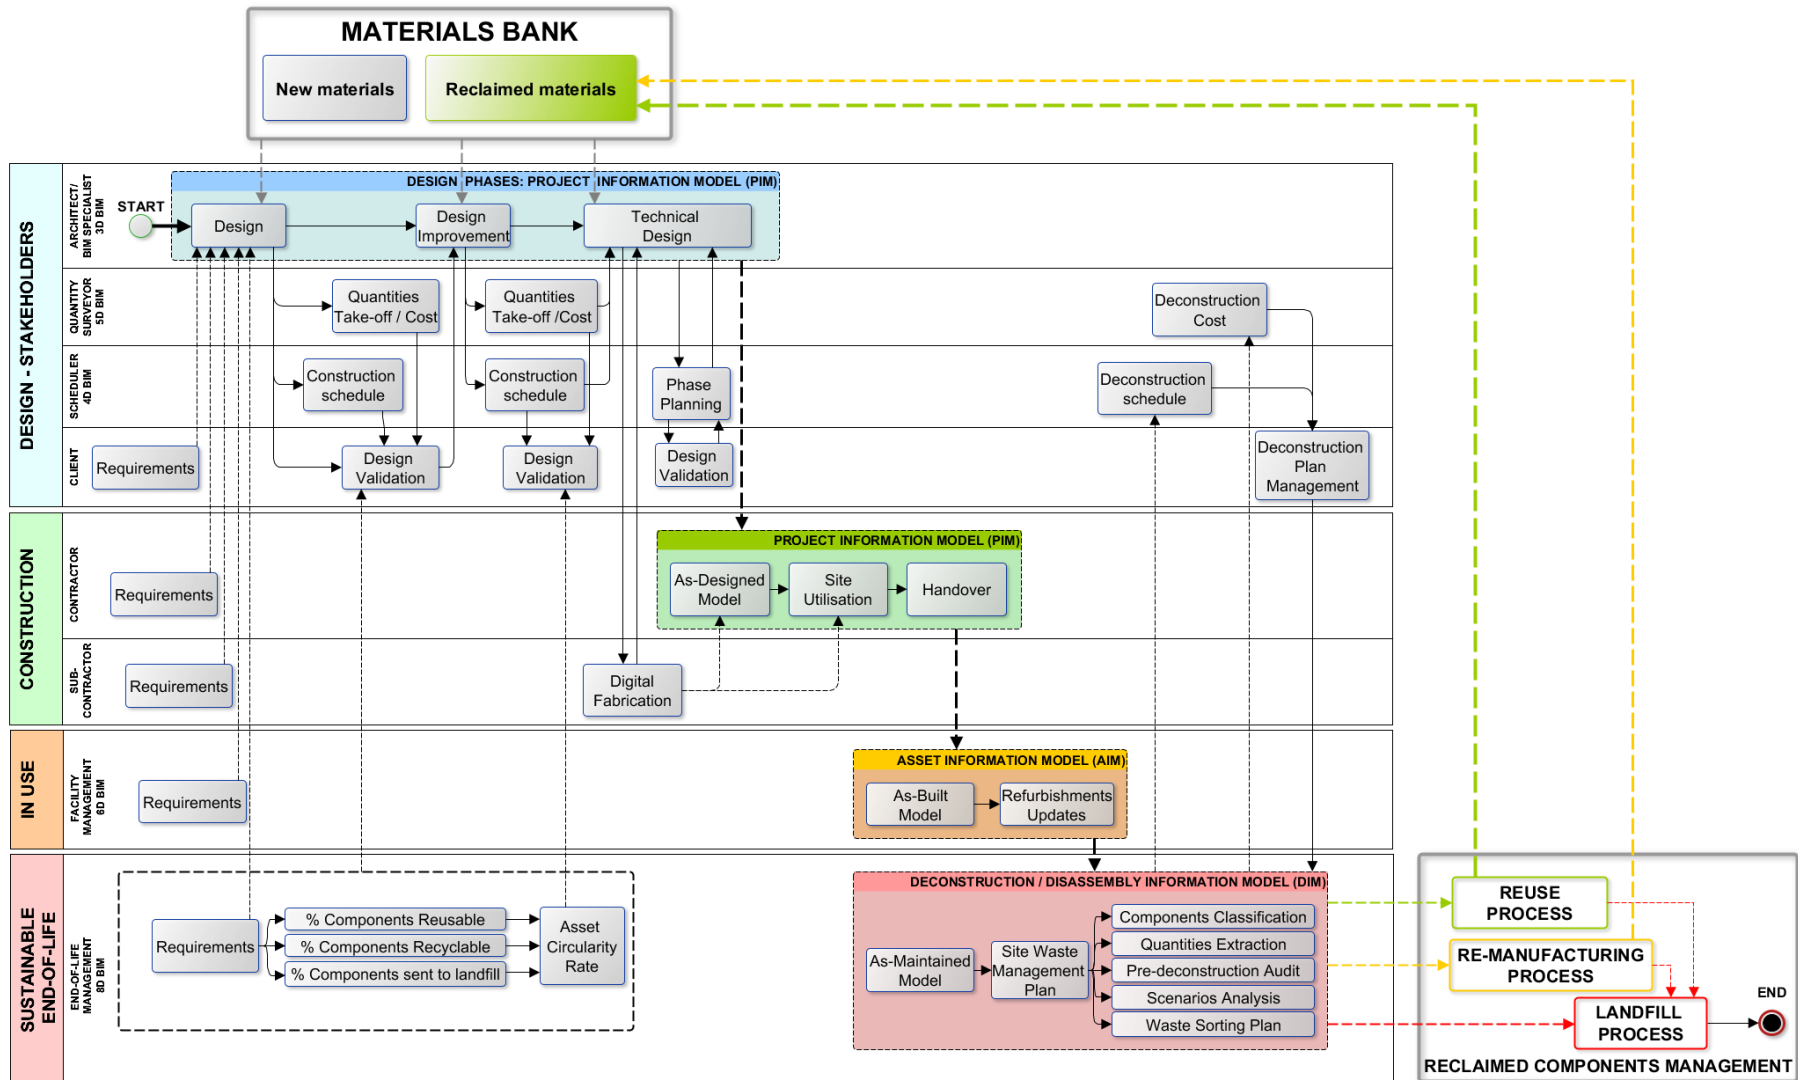 MATERIALS BANK
New materials
Reclaimed materials
DESIGN - STAKEHOLDERS
ARCHITECT/
BIM SPECIALIST
3D BIM
START
DESIGN PHASES: PROJECT INFORMATION MODEL (PIM)
Design
Design
Improvement
Technical
Design
QUANTITY
SURVEYOR
5D BIM
Quantities
Take-off / Cost
Quantities
Take-off /Cost
Deconstruction
Cost
SCHEDULER
4D BIM
Construction
schedule
Construction
schedule
Phase
Planning
Deconstruction
schedule
CLIENT
Requirements
Design
Validation
Design
Validation
Design
Validation
Deconstruction
Plan
Management
CONSTRUCTION
CONTRACTOR
Requirements
PROJECT INFORMATION MODEL (PIM)
As-Designed
Model
Site
Utilisation
Handover
SUB-
CONTRACTOR
Requirements
Digital
Fabrication
IN USE
FACILITY
MANAGEMENT
6D BIM
Requirements
ASSET INFORMATION MODEL (AIM)
As-Built
Model
Refurbishments
Updates
SUSTAINABLE
END-OF-LIFE
END-OF-LIFE
MANAGEMENT
8D BIM
Requirements
% Components Reusable
% Components Recyclable
% Components sent to landfill
Asset
Circularity
Rate
DECONSTRUCTION / DISASSEMBLY INFORMATION MODEL (DIM)
As-Maintained
Model
Site Waste
Management
Plan
Components Classification
Quantities Extraction
Pre-deconstruction Audit
Scenarios Analysis
Waste Sorting Plan
REUSE
PROCESS
RE-MANUFACTURING
PROCESS
LANDFILL
PROCESS
END
RECLAIMED COMPONENTS MANAGEMENT